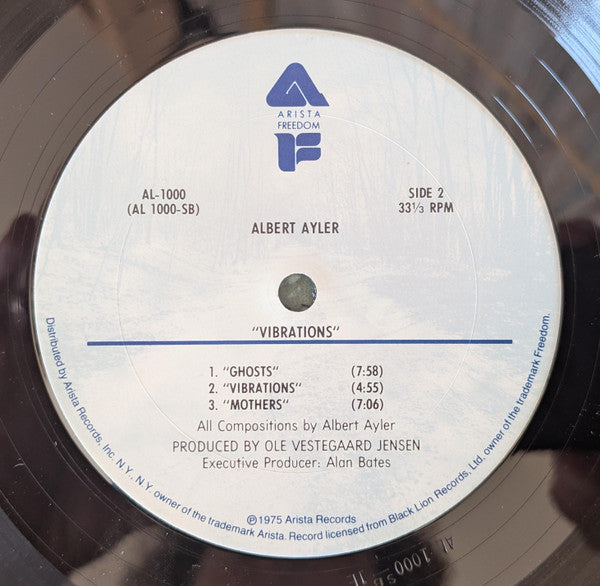 ARISTA
FREEDOM
AL-1000
(AL 1000-SB)
SIDE 2
33⅓ RPM
ALBERT AYLER
"VIBRATIONS"
1. "GHOSTS" (7:58)
2. "VIBRATIONS" (4:55)
3. "MOTHERS" (7:06)
All Compositions by Albert Ayler
PRODUCED BY OLE VESTEGAARD JENSEN
Executive Producer: Alan Bates
℗1975 Arista Records
Distributed by Arista Records, Inc. N.Y., N.Y. owner of the trademark Arista. Record licensed from Black Lion Records, Ltd, owner of the trademark Freedom.
AL 1000